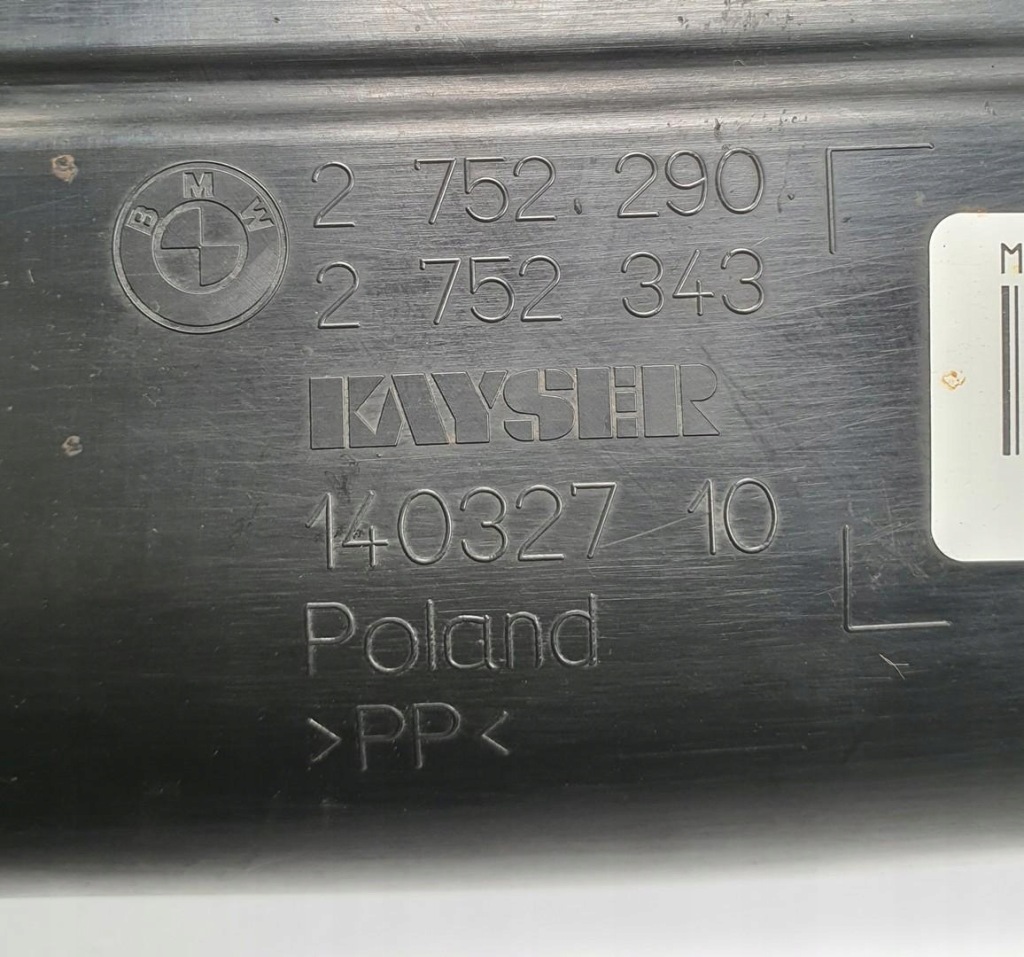 BMW
2 752 290
2 752 343
KAYSER
140327 10
Poland
>PP<
M